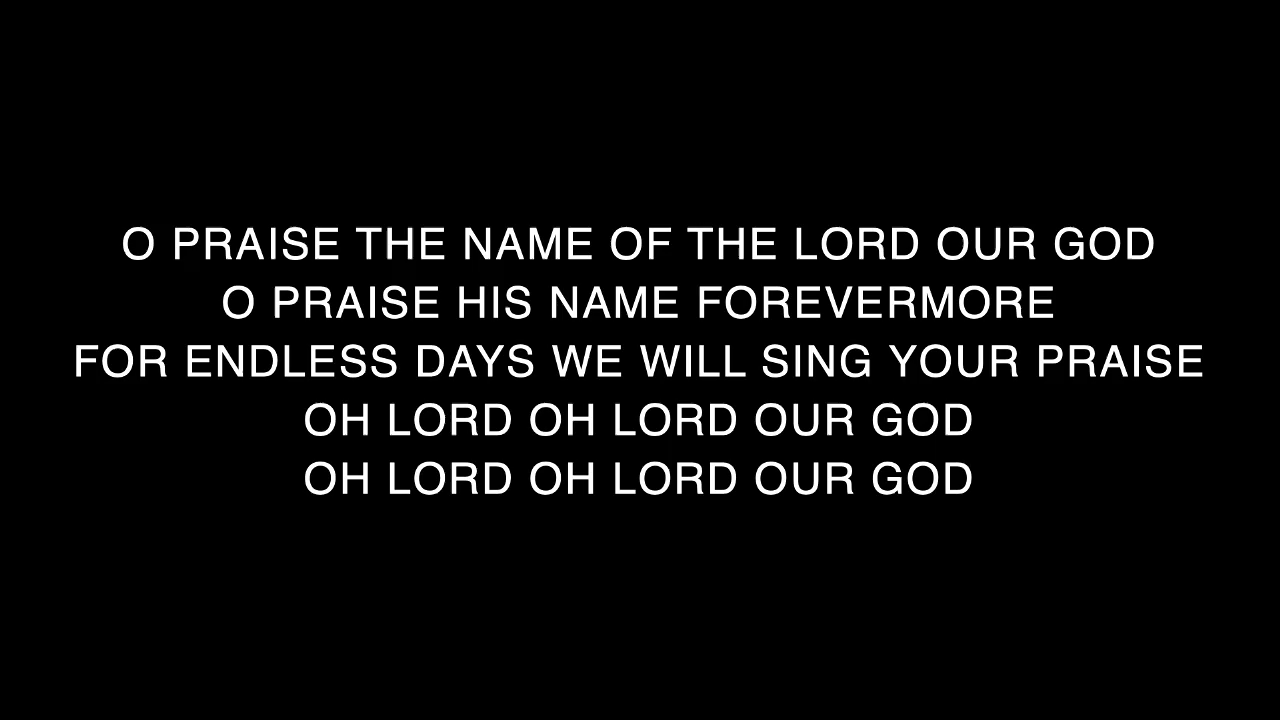 O PRAISE THE NAME OF THE LORD OUR GOD
O PRAISE HIS NAME FOREVERMORE
FOR ENDLESS DAYS WE WILL SING YOUR PRAISE
OH LORD OH LORD OUR GOD
OH LORD OH LORD OUR GOD